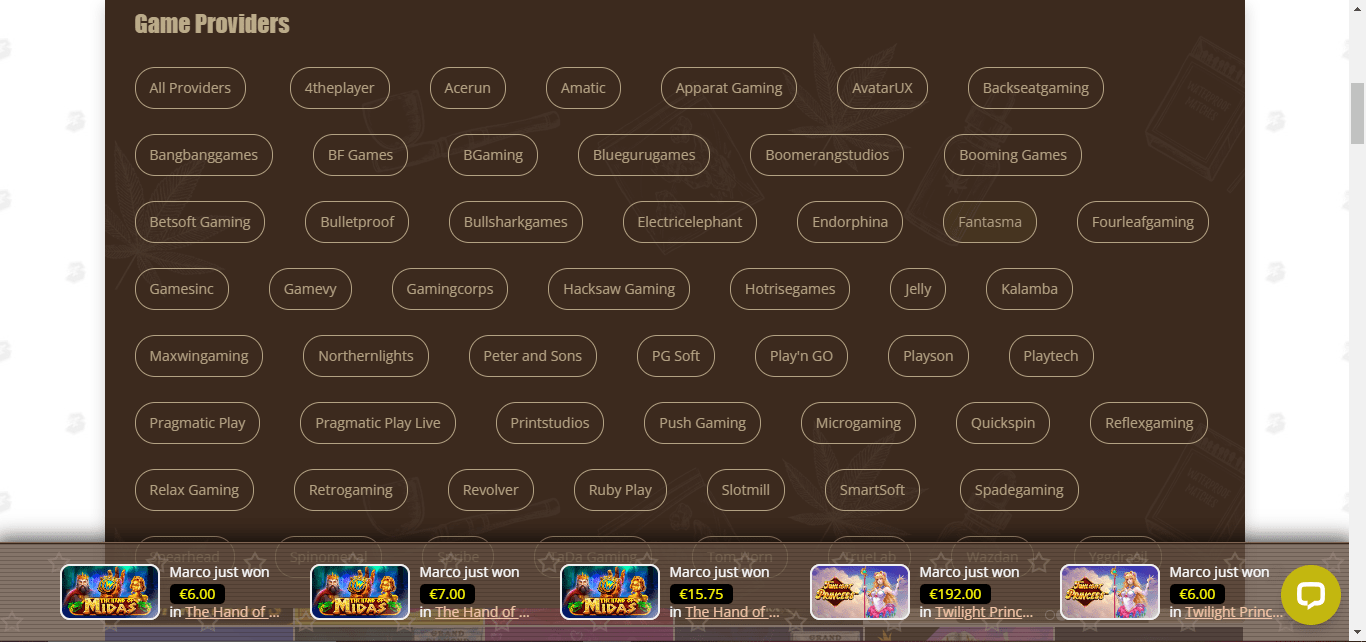 Game Providers
All Providers 4theplayer Acerun Amatic Apparat Gaming AvatarUX Backseatgaming
Bangbanggames BF Games BGaming Bluegurugames Boomerangstudios Booming Games
Betsoft Gaming Bulletproof Bullsharkgames Electricelephant Endorphina Fantasma Fourleafgaming
Gamesinc Gamevy Gamingcorps Hacksaw Gaming Hotrisegames Jelly Kalamba
Maxwingaming Northernlights Peter and Sons PG Soft Play'n GO Playson Playtech
Pragmatic Play Pragmatic Play Live Printstudios Push Gaming Microgaming Quickspin Reflexgaming
Relax Gaming Retrogaming Revolver Ruby Play Slotmill SmartSoft Spadegaming
Spearhead Spinomenal Swintt TaDa Gaming Tom Horn TrueLab Wazdan Yggdrasil
Marco just won Marco just won Marco just won Marco just won Marco just won
€6.00 €7.00 €15.75 €192.00 €6.00
in The Hand of ... in The Hand of ... in The Hand of ... in Twilight Princ... in Twilight Princ...